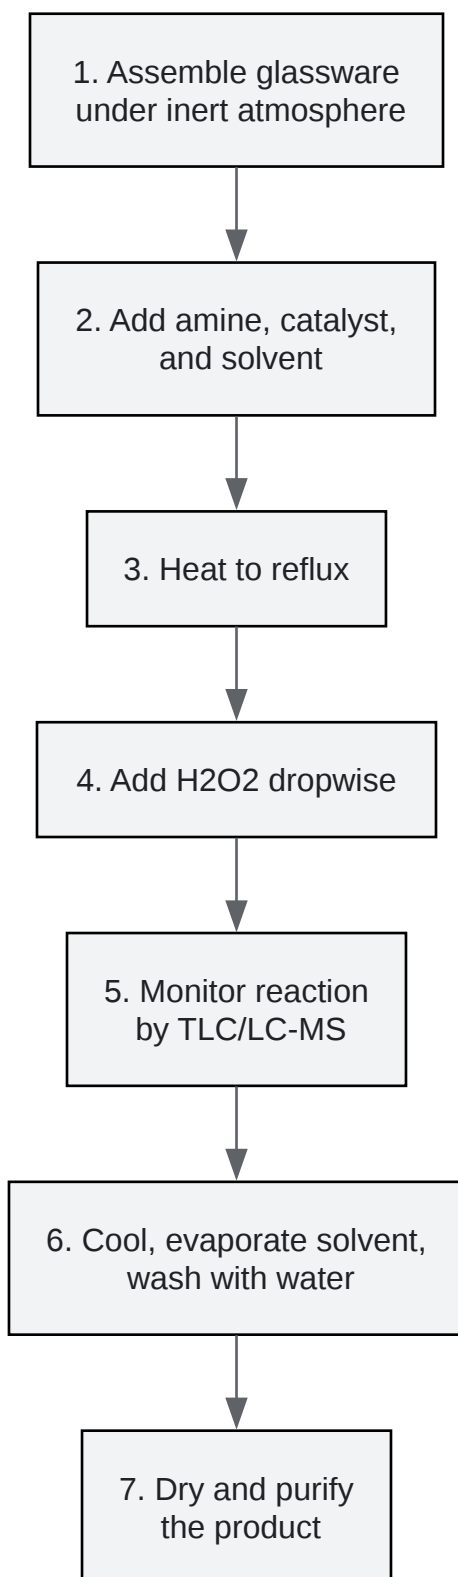 1. Assemble glassware
under inert atmosphere
2. Add amine, catalyst,
and solvent
3. Heat to reflux
4. Add H2O2 dropwise
5. Monitor reaction
by TLC/LC-MS
6. Cool, evaporate solvent,
wash with water
7. Dry and purify
the product